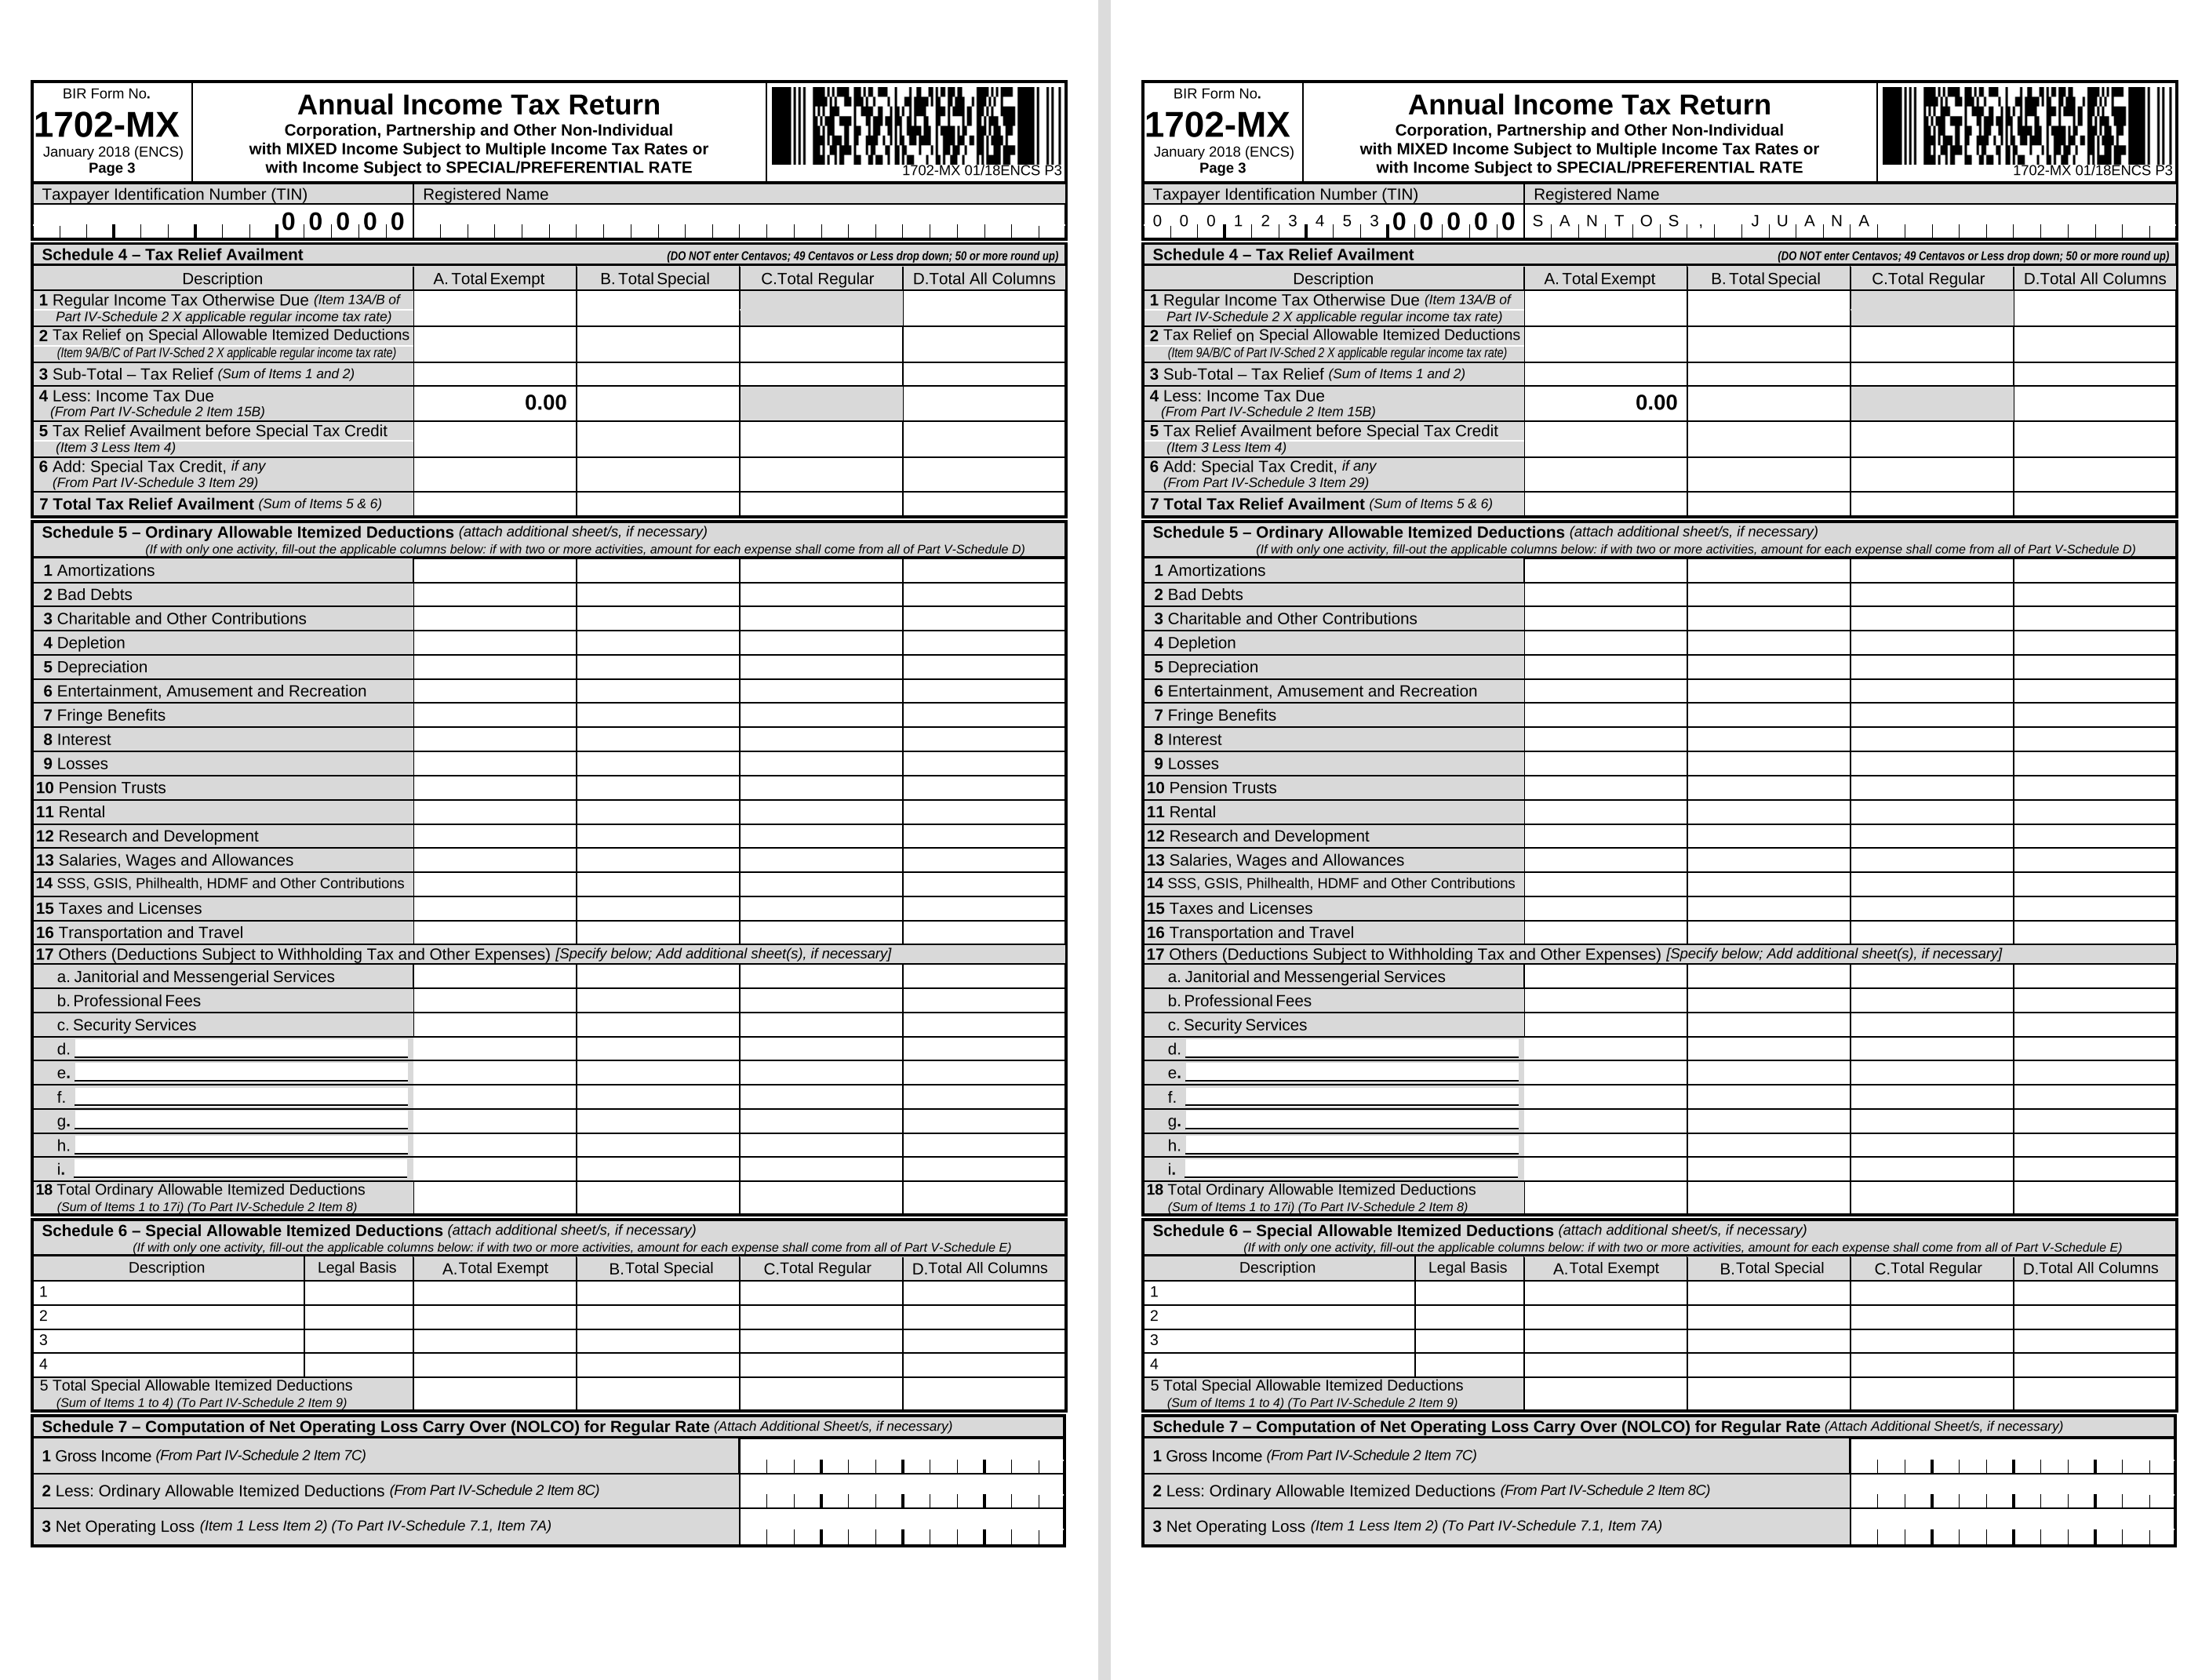 BIR Form No.
1702-MX
January 2018 (ENCS)
Page 3
Annual Income Tax Return
Corporation, Partnership and Other Non-Individual
with MIXED Income Subject to Multiple Income Tax Rates or
with Income Subject to SPECIAL/PREFERENTIAL RATE
1702-MX 01/18ENCS P3
Taxpayer Identification Number (TIN) Registered Name
0 0 0 0 0
Schedule 4 – Tax Relief Availment (DO NOT enter Centavos; 49 Centavos or Less drop down; 50 or more round up)
Description A. Total Exempt B. Total Special C.Total Regular D.Total All Columns
1 Regular Income Tax Otherwise Due (Item 13A/B of
Part IV-Schedule 2 X applicable regular income tax rate)
2 Tax Relief on Special Allowable Itemized Deductions
(Item 9A/B/C of Part IV-Sched 2 X applicable regular income tax rate)
3 Sub-Total – Tax Relief (Sum of Items 1 and 2)
4 Less: Income Tax Due
(From Part IV-Schedule 2 Item 15B)
0.00
5 Tax Relief Availment before Special Tax Credit
(Item 3 Less Item 4)
6 Add: Special Tax Credit, if any
(From Part IV-Schedule 3 Item 29)
7 Total Tax Relief Availment (Sum of Items 5 & 6)
Schedule 5 – Ordinary Allowable Itemized Deductions (attach additional sheet/s, if necessary)
(If with only one activity, fill-out the applicable columns below: if with two or more activities, amount for each expense shall come from all of Part V-Schedule D)
1 Amortizations
2 Bad Debts
3 Charitable and Other Contributions
4 Depletion
5 Depreciation
6 Entertainment, Amusement and Recreation
7 Fringe Benefits
8 Interest
9 Losses
10 Pension Trusts
11 Rental
12 Research and Development
13 Salaries, Wages and Allowances
14 SSS, GSIS, Philhealth, HDMF and Other Contributions
15 Taxes and Licenses
16 Transportation and Travel
17 Others (Deductions Subject to Withholding Tax and Other Expenses) [Specify below; Add additional sheet(s), if necessary]
a. Janitorial and Messengerial Services
b. Professional Fees
c. Security Services
d.
e.
f.
g.
h.
i.
18 Total Ordinary Allowable Itemized Deductions
(Sum of Items 1 to 17i) (To Part IV-Schedule 2 Item 8)
Schedule 6 – Special Allowable Itemized Deductions (attach additional sheet/s, if necessary)
(If with only one activity, fill-out the applicable columns below: if with two or more activities, amount for each expense shall come from all of Part V-Schedule E)
Description Legal Basis A.Total Exempt B.Total Special C.Total Regular D.Total All Columns
1
2
3
4
5 Total Special Allowable Itemized Deductions
(Sum of Items 1 to 4) (To Part IV-Schedule 2 Item 9)
Schedule 7 – Computation of Net Operating Loss Carry Over (NOLCO) for Regular Rate (Attach Additional Sheet/s, if necessary)
1 Gross Income (From Part IV-Schedule 2 Item 7C)
2 Less: Ordinary Allowable Itemized Deductions (From Part IV-Schedule 2 Item 8C)
3 Net Operating Loss (Item 1 Less Item 2) (To Part IV-Schedule 7.1, Item 7A)
BIR Form No.
1702-MX
January 2018 (ENCS)
Page 3
Annual Income Tax Return
Corporation, Partnership and Other Non-Individual
with MIXED Income Subject to Multiple Income Tax Rates or
with Income Subject to SPECIAL/PREFERENTIAL RATE
1702-MX 01/18ENCS P3
Taxpayer Identification Number (TIN) Registered Name
0 0 0 1 2 3 4 5 3 0 0 0 0 0 S A N T O S , J U A N A
Schedule 4 – Tax Relief Availment (DO NOT enter Centavos; 49 Centavos or Less drop down; 50 or more round up)
Description A. Total Exempt B. Total Special C.Total Regular D.Total All Columns
1 Regular Income Tax Otherwise Due (Item 13A/B of
Part IV-Schedule 2 X applicable regular income tax rate)
2 Tax Relief on Special Allowable Itemized Deductions
(Item 9A/B/C of Part IV-Sched 2 X applicable regular income tax rate)
3 Sub-Total – Tax Relief (Sum of Items 1 and 2)
4 Less: Income Tax Due
(From Part IV-Schedule 2 Item 15B)
0.00
5 Tax Relief Availment before Special Tax Credit
(Item 3 Less Item 4)
6 Add: Special Tax Credit, if any
(From Part IV-Schedule 3 Item 29)
7 Total Tax Relief Availment (Sum of Items 5 & 6)
Schedule 5 – Ordinary Allowable Itemized Deductions (attach additional sheet/s, if necessary)
(If with only one activity, fill-out the applicable columns below: if with two or more activities, amount for each expense shall come from all of Part V-Schedule D)
1 Amortizations
2 Bad Debts
3 Charitable and Other Contributions
4 Depletion
5 Depreciation
6 Entertainment, Amusement and Recreation
7 Fringe Benefits
8 Interest
9 Losses
10 Pension Trusts
11 Rental
12 Research and Development
13 Salaries, Wages and Allowances
14 SSS, GSIS, Philhealth, HDMF and Other Contributions
15 Taxes and Licenses
16 Transportation and Travel
17 Others (Deductions Subject to Withholding Tax and Other Expenses) [Specify below; Add additional sheet(s), if necessary]
a. Janitorial and Messengerial Services
b. Professional Fees
c. Security Services
d.
e.
f.
g.
h.
i.
18 Total Ordinary Allowable Itemized Deductions
(Sum of Items 1 to 17i) (To Part IV-Schedule 2 Item 8)
Schedule 6 – Special Allowable Itemized Deductions (attach additional sheet/s, if necessary)
(If with only one activity, fill-out the applicable columns below: if with two or more activities, amount for each expense shall come from all of Part V-Schedule E)
Description Legal Basis A.Total Exempt B.Total Special C.Total Regular D.Total All Columns
1
2
3
4
5 Total Special Allowable Itemized Deductions
(Sum of Items 1 to 4) (To Part IV-Schedule 2 Item 9)
Schedule 7 – Computation of Net Operating Loss Carry Over (NOLCO) for Regular Rate (Attach Additional Sheet/s, if necessary)
1 Gross Income (From Part IV-Schedule 2 Item 7C)
2 Less: Ordinary Allowable Itemized Deductions (From Part IV-Schedule 2 Item 8C)
3 Net Operating Loss (Item 1 Less Item 2) (To Part IV-Schedule 7.1, Item 7A)